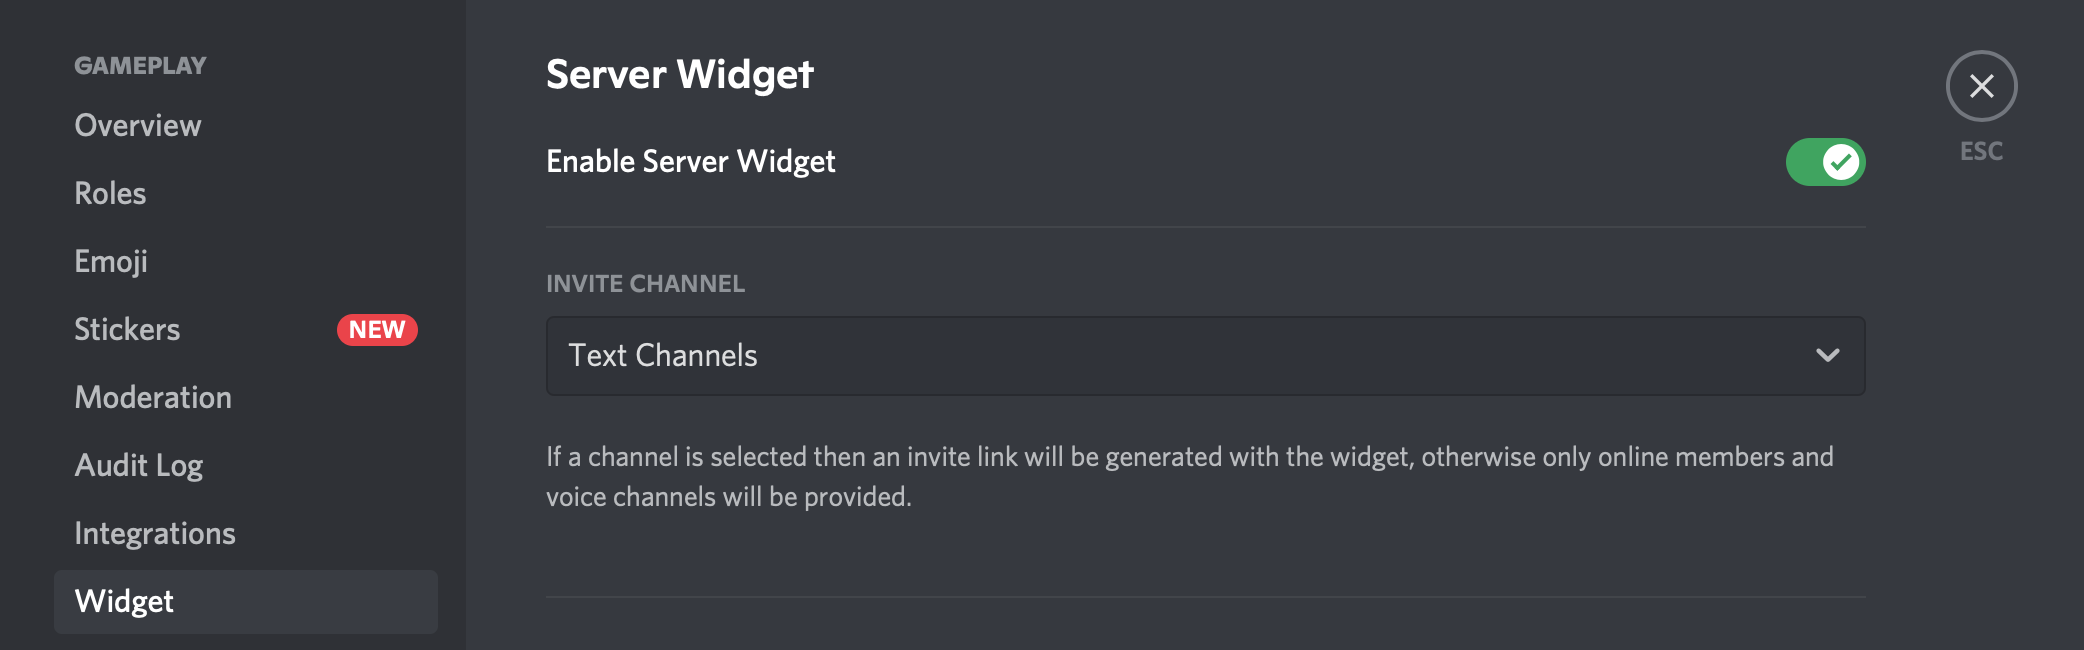 GAMEPLAY
Overview
Roles
Emoji
Stickers NEW
Moderation
Audit Log
Integrations
Widget
Server Widget
Enable Server Widget
INVITE CHANNEL
Text Channels
If a channel is selected then an invite link will be generated with the widget, otherwise only online members and
voice channels will be provided.
ESC